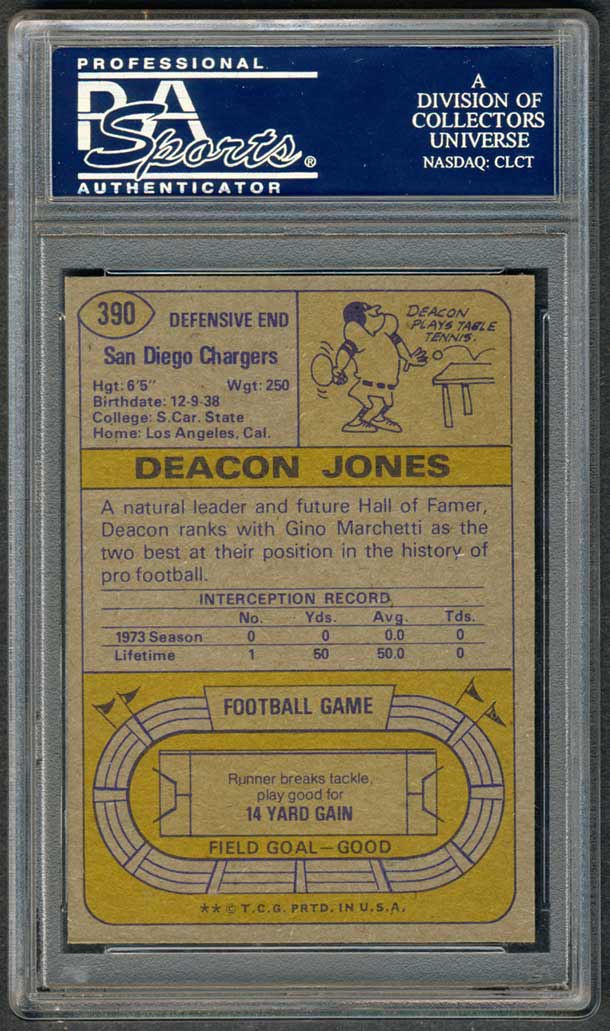 PROFESSIONAL
PSA
Sports®
AUTHENTICATOR
A
DIVISION OF
COLLECTORS
UNIVERSE
NASDAQ: CLCT
390
DEFENSIVE END
San Diego Chargers
Hgt: 6'5" Wgt: 250
Birthdate: 12-9-38
College: S.Car. State
Home: Los Angeles, Cal.
DEACON
PLAYS TABLE
TENNIS.
DEACON JONES
A natural leader and future Hall of Famer,
Deacon ranks with Gino Marchetti as the
two best at their position in the history of
pro football.
INTERCEPTION RECORD
No. Yds. Avg. Tds.
1973 Season 0 0 0.0 0
Lifetime 1 50 50.0 0
FOOTBALL GAME
Runner breaks tackle,
play good for
14 YARD GAIN
FIELD GOAL—GOOD
** © T.C.G. PRTD. IN U.S.A.